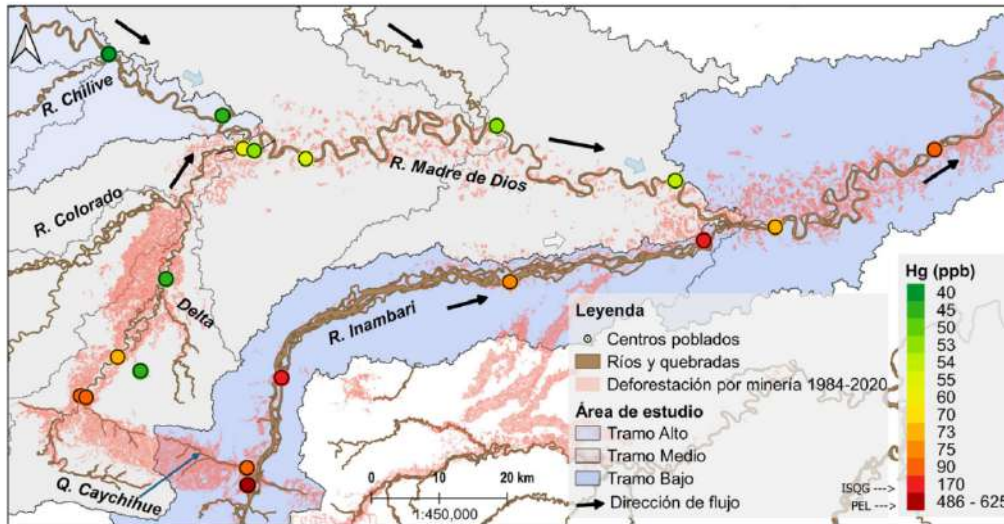 R. Chilive
R. Colorado
R. Madre de Dios
Delta
R. Inambari
Q. Caychihue
0 10 20 km
1:450,000
Leyenda
Centros poblados
Ríos y quebradas
Deforestación por minería 1984-2020
Área de estudio
Tramo Alto
Tramo Medio
Tramo Bajo
Dirección de flujo
Hg (ppb)
40
45
50
53
54
55
60
70
73
75
90
ISQG --->
170
PEL --->
486 - 625